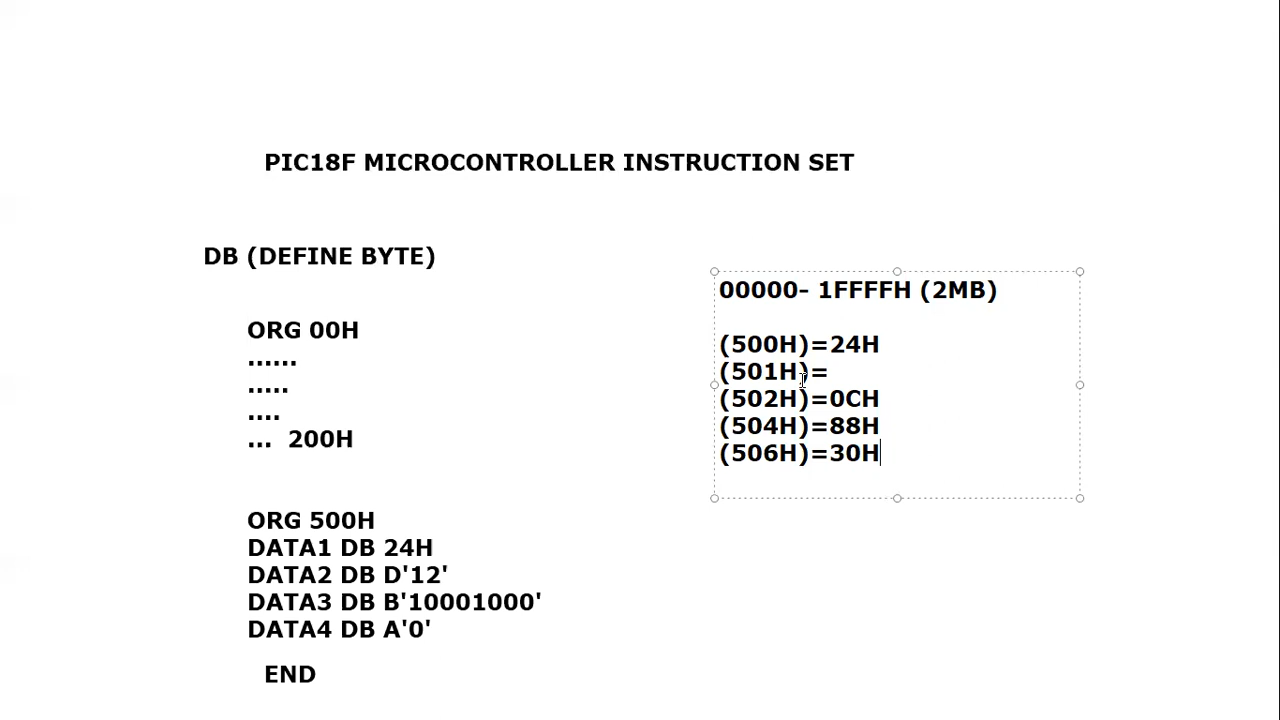 PIC18F MICROCONTROLLER INSTRUCTION SET
DB (DEFINE BYTE)
ORG 00H
......
.....
....
... 200H
ORG 500H
DATA1 DB 24H
DATA2 DB D'12'
DATA3 DB B'10001000'
DATA4 DB A'0'
END
00000- 1FFFFH (2MB)
(500H)=24H
(501H)=
(502H)=0CH
(504H)=88H
(506H)=30H